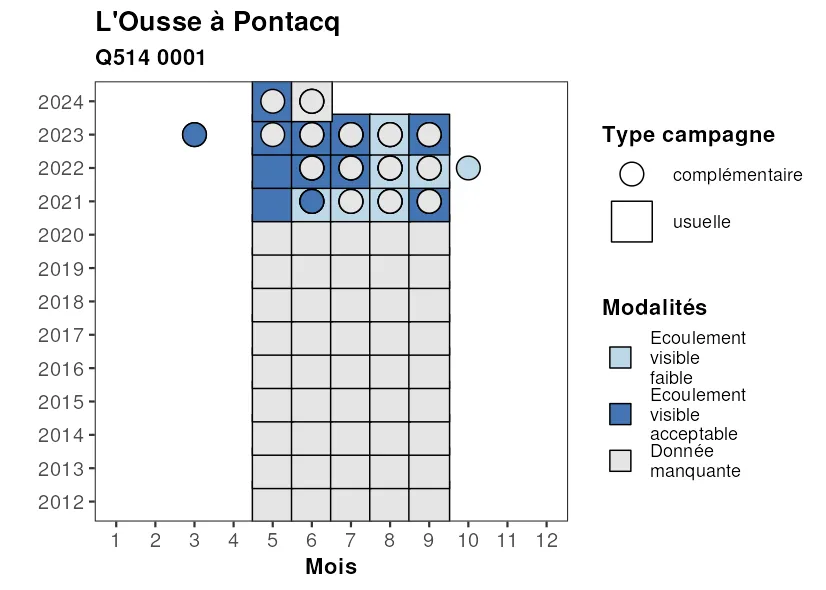 L'Ousse à Pontacq
Q514 0001
2024
2023
2022
2021
2020
2019
2018
2017
2016
2015
2014
2013
2012
1 2 3 4 5 6 7 8 9 10 11 12
Mois
Type campagne
complémentaire
usuelle
Modalités
Ecoulement
visible
faible
Ecoulement
visible
acceptable
Donnée
manquante